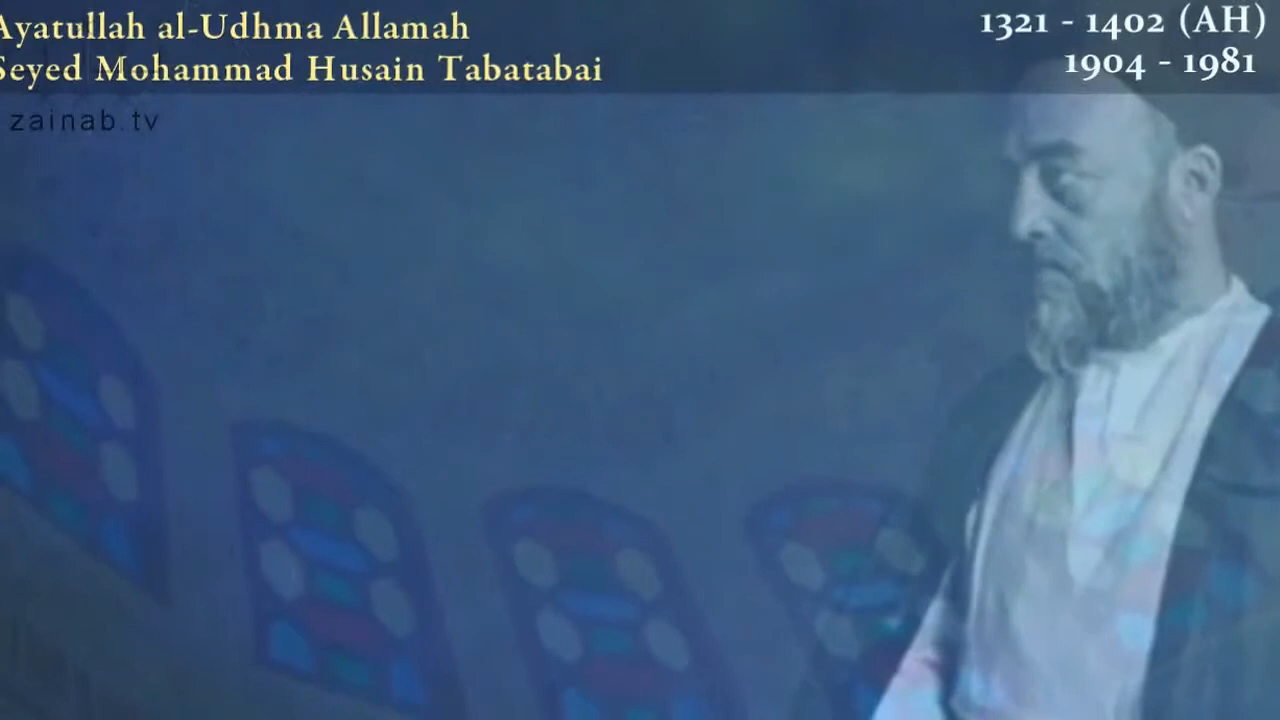 Ayatullah al-Udhma Allamah
Seyed Mohammad Husain Tabatabai
1321 - 1402 (AH)
1904 - 1981
zainab.tv